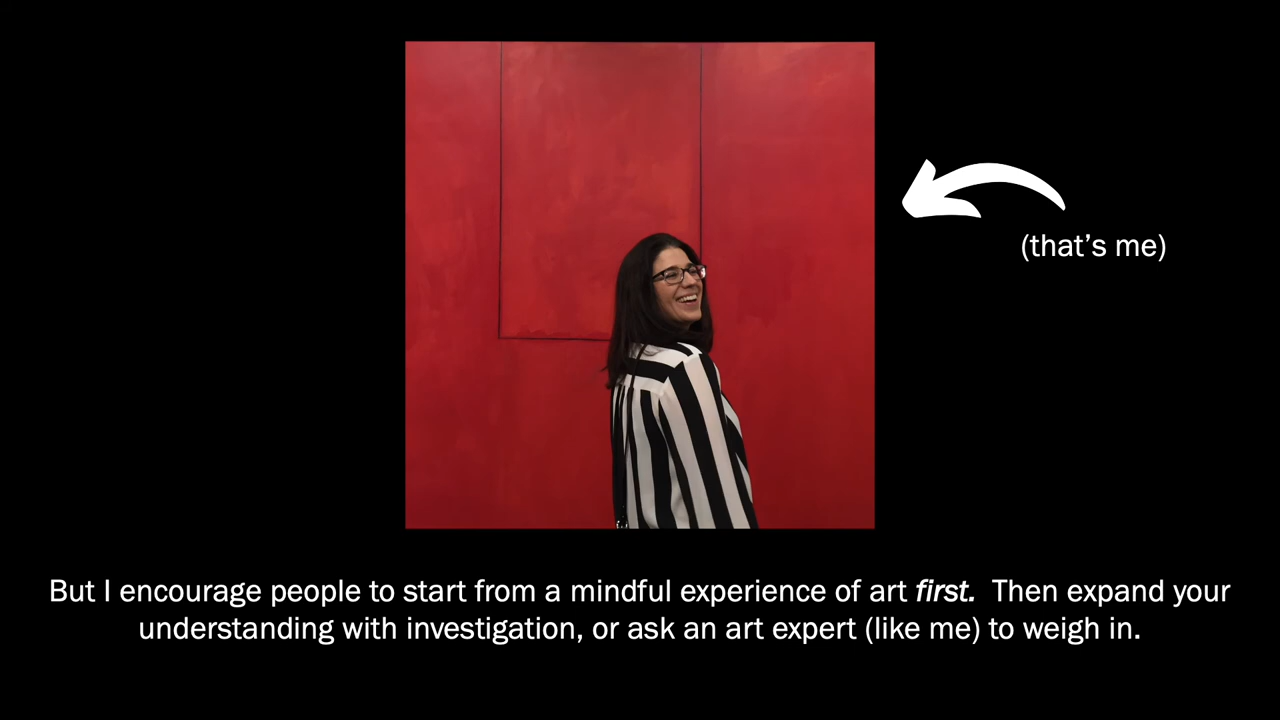 (that's me)
But I encourage people to start from a mindful experience of art first. Then expand your
understanding with investigation, or ask an art expert (like me) to weigh in.